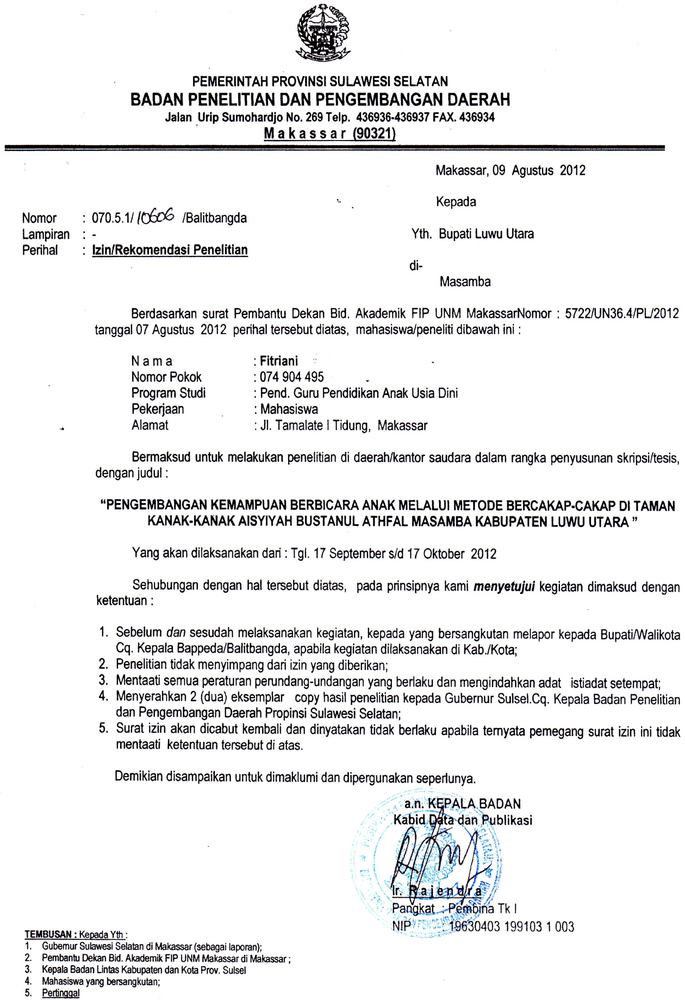 PEMERINTAH PROVINSI SULAWESI SELATAN
BADAN PENELITIAN DAN PENGEMBANGAN DAERAH
Jalan Urip Sumohardjo No. 269 Telp. 436936-436937 FAX. 436934
Makassar (90321)
Makassar, 09 Agustus 2012
Kepada
Nomor : 070.5.1/10606 /Balitbangda
Lampiran : -
Perihal : Izin/Rekomendasi Penelitian
Yth. Bupati Luwu Utara
di-
Masamba
Berdasarkan surat Pembantu Dekan Bid. Akademik FIP UNM MakassarNomor : 5722/UN36.4/PL/2012
tanggal 07 Agustus 2012 perihal tersebut diatas, mahasiswa/peneliti dibawah ini :
N a m a : Fitriani
Nomor Pokok : 074 904 495
Program Studi : Pend. Guru Pendidikan Anak Usia Dini
Pekerjaan : Mahasiswa
Alamat : Jl. Tamalate I Tidung, Makassar
Bermaksud untuk melakukan penelitian di daerah/kantor saudara dalam rangka penyusunan skripsi/tesis,
dengan judul :
“PENGEMBANGAN KEMAMPUAN BERBICARA ANAK MELALUI METODE BERCAKAP-CAKAP DI TAMAN
KANAK-KANAK AISYIYAH BUSTANUL ATHFAL MASAMBA KABUPATEN LUWU UTARA ”
Yang akan dilaksanakan dari : Tgl. 17 September s/d 17 Oktober 2012
Sehubungan dengan hal tersebut diatas, pada prinsipnya kami menyetujui kegiatan dimaksud dengan
ketentuan :
1. Sebelum dan sesudah melaksanakan kegiatan, kepada yang bersangkutan melapor kepada Bupati/Walikota
Cq. Kepala Bappeda/Balitbangda, apabila kegiatan dilaksanakan di Kab./Kota;
2. Penelitian tidak menyimpang dari izin yang diberikan;
3. Mentaati semua peraturan perundang-undangan yang berlaku dan mengindahkan adat istiadat setempat;
4. Menyerahkan 2 (dua) eksemplar copy hasil penelitian kepada Gubernur Sulsel.Cq. Kepala Badan Penelitian
dan Pengembangan Daerah Propinsi Sulawesi Selatan;
5. Surat izin akan dicabut kembali dan dinyatakan tidak berlaku apabila ternyata pemegang surat izin ini tidak
mentaati ketentuan tersebut di atas.
Demikian disampaikan untuk dimaklumi dan dipergunakan seperlunya.
a.n. KEPALA BADAN
Kabid Data dan Publikasi
Ir. R a j e n d r a
Pangkat : Pembina Tk I
NIP : 19630403 199103 1 003
TEMBUSAN : Kepada Yth :
1. Gubernur Sulawesi Selatan di Makassar (sebagai laporan);
2. Pembantu Dekan Bid. Akademik FIP UNM Makassar di Makassar ;
3. Kepala Badan Lintas Kabupaten dan Kota Prov. Sulsel
4. Mahasiswa yang bersangkutan;
5. Pertinggal